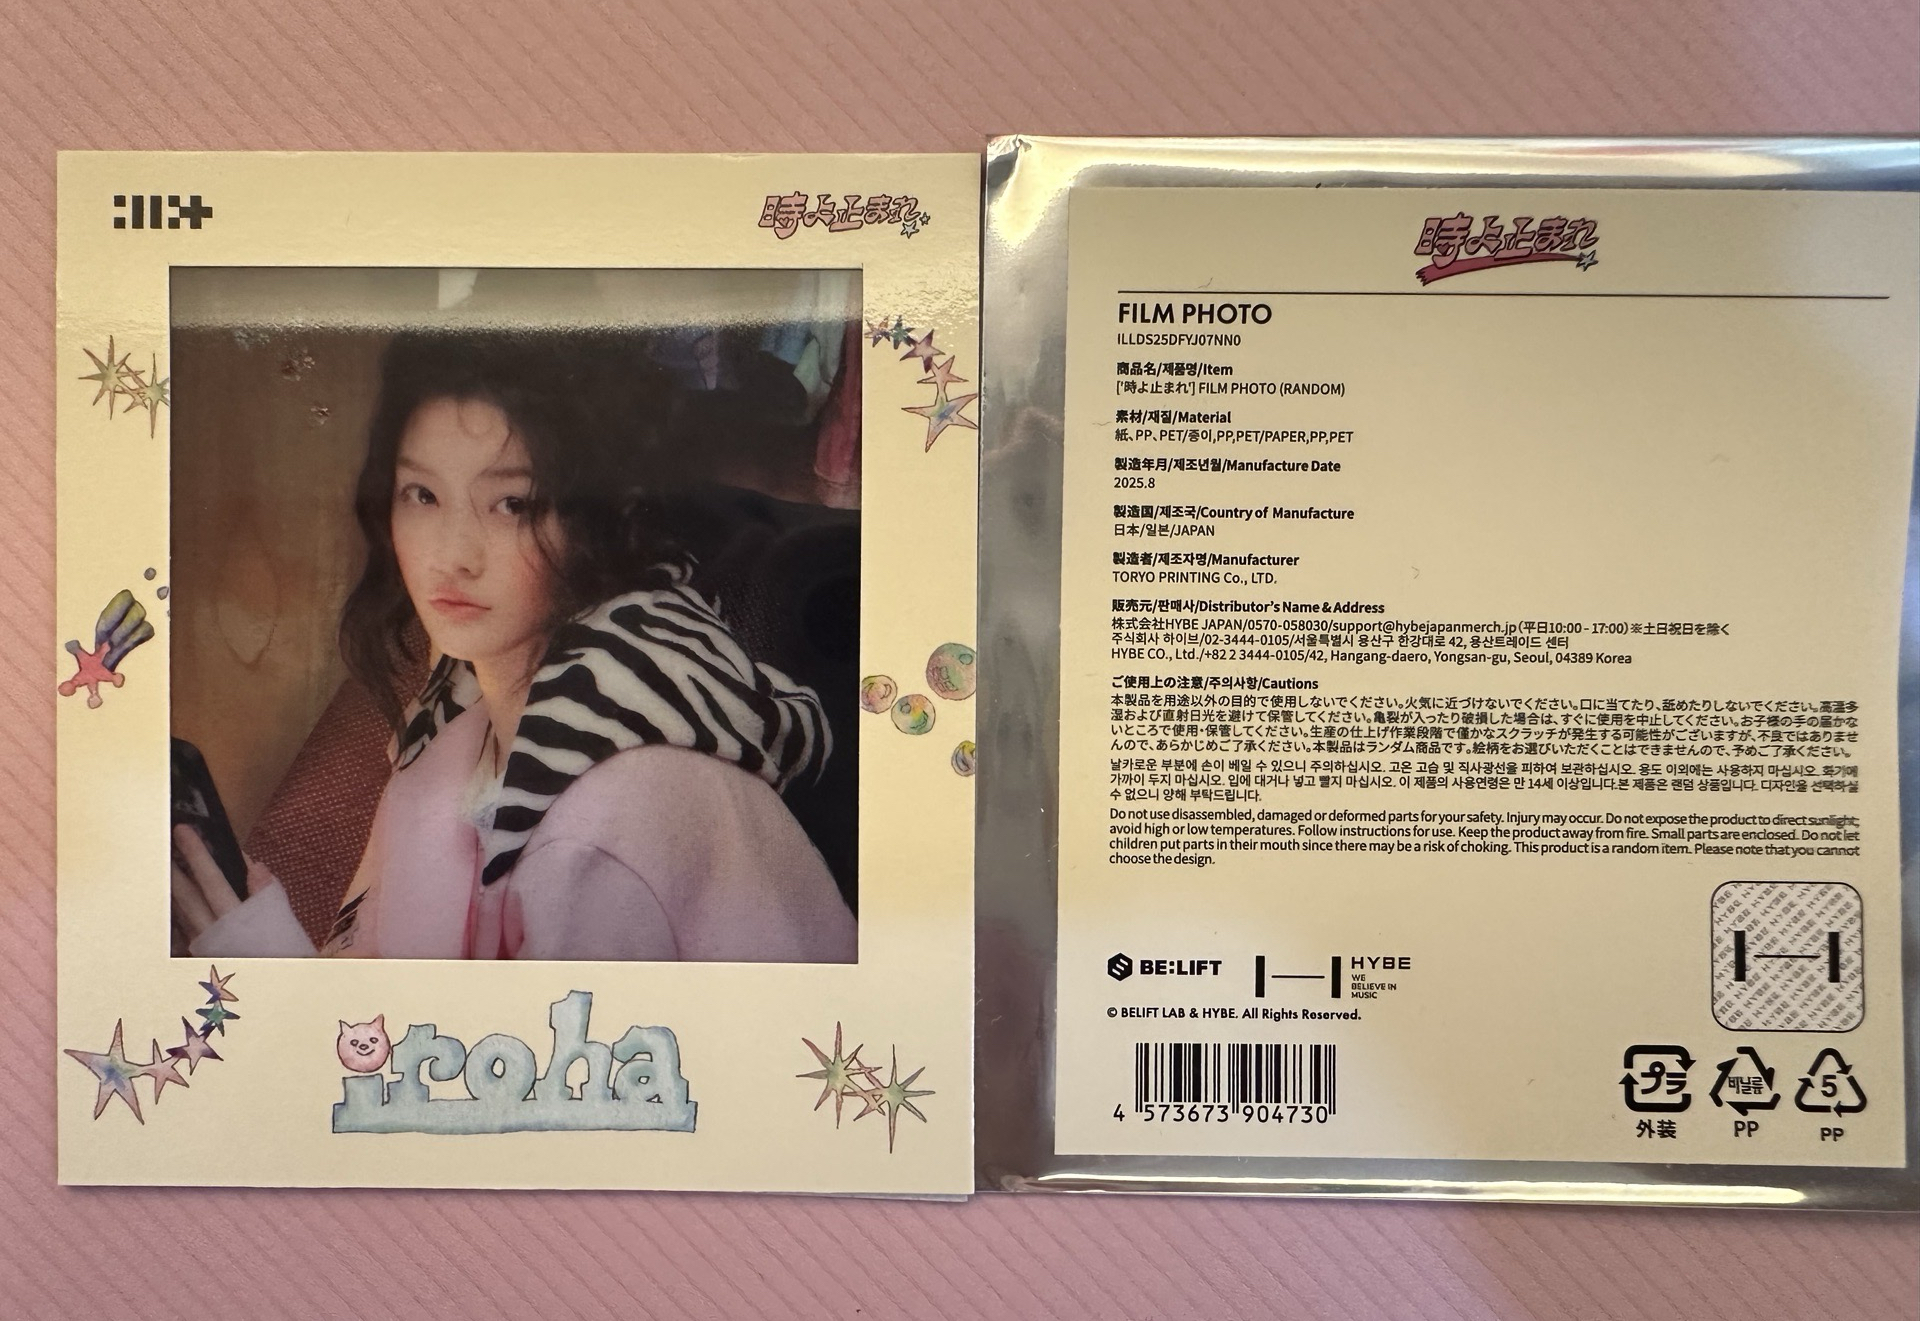 :ILLIT
時よ止まれ
iroha
時よ止まれ
FILM PHOTO
ILLDS25DFYJ07NN0
商品名/제품명/Item
['時よ止まれ'] FILM PHOTO (RANDOM)
素材/재질/Material
紙、PP、PET/종이,PP,PET/PAPER,PP,PET
製造年月/제조년월/Manufacture Date
2025.8
製造国/제조국/Country of Manufacture
日本/일본/JAPAN
製造者/제조자명/Manufacturer
TORYO PRINTING Co., LTD.
販売元/판매사/Distributor's Name & Address
株式会社HYBE JAPAN/0570-058030/support@hybejapanmerch.jp (平日10:00 - 17:00) ※土日祝日を除く
주식회사 하이브/02-3444-0105/서울특별시 용산구 한강대로 42, 용산트레이드 센터
HYBE CO., Ltd./+82 2 3444-0105/42, Hangang-daero, Yongsan-gu, Seoul, 04389 Korea
ご使用上の注意/주의사항/Cautions
本製品を用途以外の目的で使用しないでください。火気に近づけないでください。口に当てたり、舐めたりしないでください。高温多
湿および直射日光を避けて保管してください。亀裂が入ったり破損した場合は、すぐに使用を中止してください。お子様の手の届かな
いところで使用・保管してください。生産の仕上げ作業段階で僅かなスクラッチが発生する可能性がございますが、不良ではありませ
んので、あらかじめご了承ください。本製品はランダム商品です。絵柄をお選びいただくことはできませんので、予めご了承ください。
날카로운 부분에 손이 베일 수 있으니 주의하십시오. 고온 고습 및 직사광선을 피하여 보관하십시오. 용도 이외에는 사용하지 마십시오. 화기에
가까이 두지 마십시오. 입에 대거나 넣고 빨지 마십시오. 이 제품의 사용연령은 만 14세 이상입니다.본 제품은 랜덤 상품입니다. 디자인을 선택하실
수 없으니 양해 부탁드립니다.
Do not use disassembled, damaged or deformed parts for your safety. Injury may occur. Do not expose the product to direct sunlight,
avoid high or low temperatures. Follow instructions for use. Keep the product away from fire. Small parts are enclosed. Do not let
children put parts in their mouth since there may be a risk of choking. This product is a random item. Please note that you cannot
choose the design.
BE:LIFT
HYBE
WE
BELIEVE IN
MUSIC
© BELIFT LAB & HYBE. All Rights Reserved.
4 573673 904730
プラ
外装
비닐류
PP
5
PP